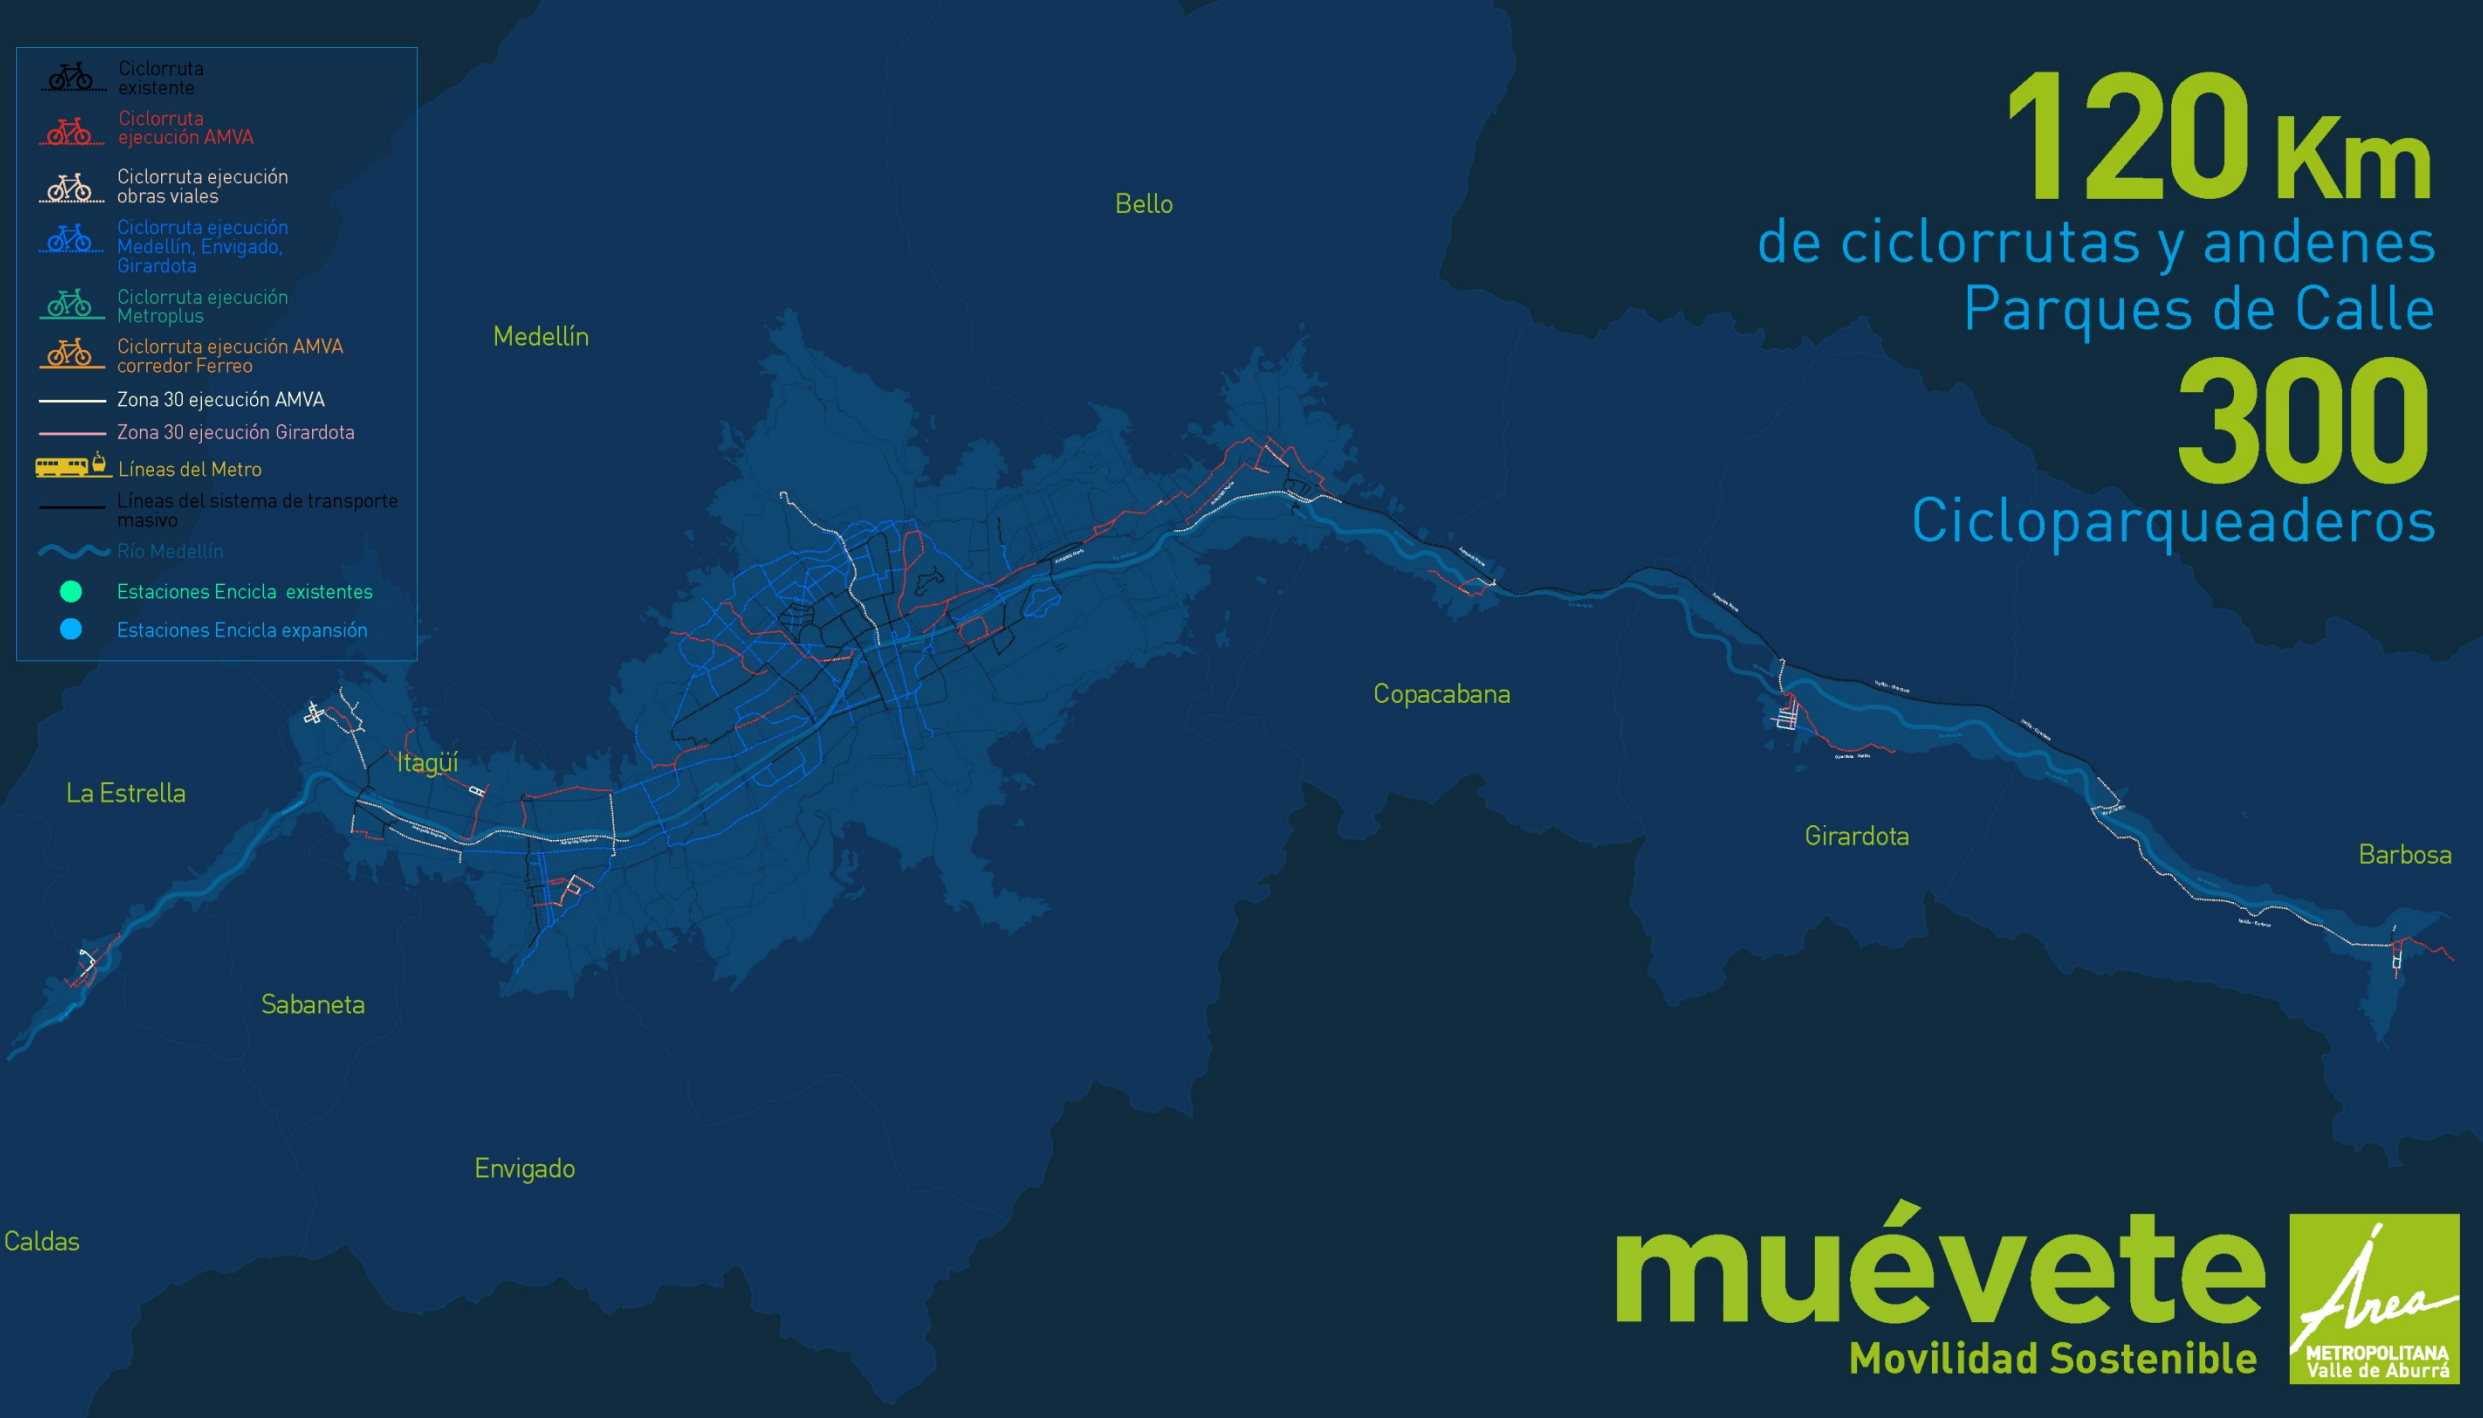 Ciclorruta
existente
Ciclorruta
ejecución AMVA
Ciclorruta ejecución
obras viales
Ciclorruta ejecución
Medellín, Envigado,
Girardota
Ciclorruta ejecución
Metroplus
Ciclorruta ejecución AMVA
corredor Ferreo
Zona 30 ejecución AMVA
Zona 30 ejecución Girardota
Líneas del Metro
Líneas del sistema de transporte
masivo
Río Medellín
Estaciones Encicla existentes
Estaciones Encicla expansión
120 Km
de ciclorrutas y andenes
Parques de Calle
300
Cicloparqueaderos
Bello
Medellín
Copacabana
Itagüí
La Estrella
Girardota
Barbosa
Sabaneta
Envigado
Caldas
muévete
Movilidad Sostenible
Área
METROPOLITANA
Valle de Aburrá